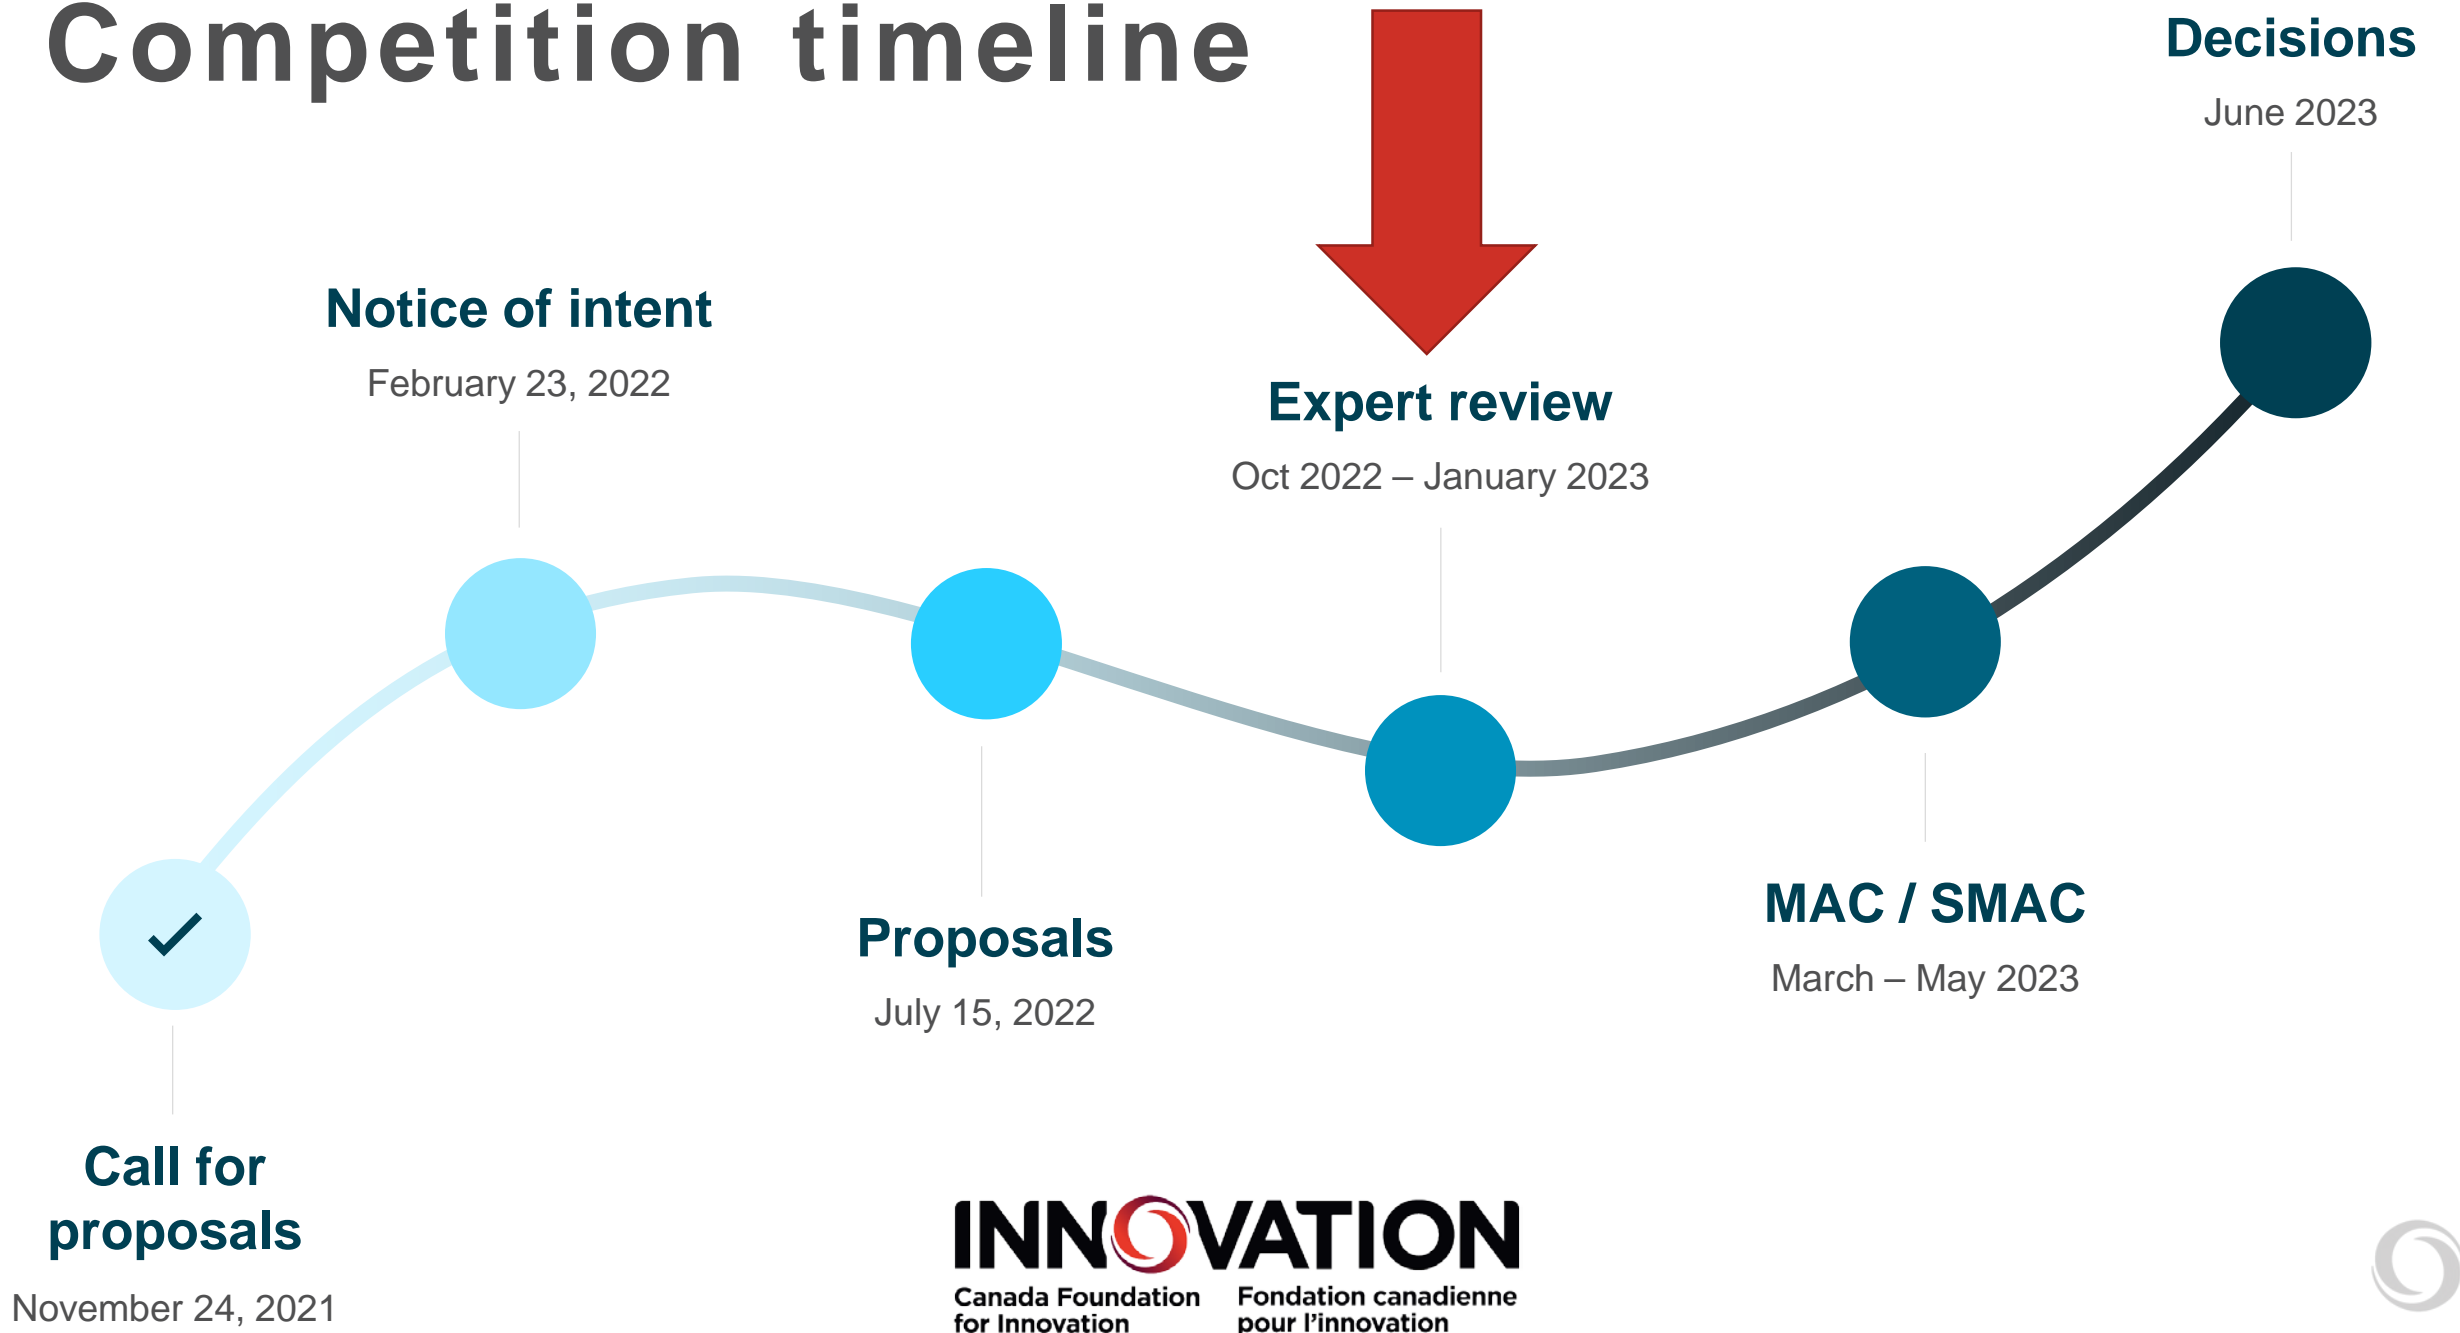 Competition timeline
Decisions
June 2023
Notice of intent
February 23, 2022
Expert review
Oct 2022 – January 2023
Proposals
July 15, 2022
MAC / SMAC
March – May 2023
Call for
proposals
November 24, 2021
INNOVATION
Canada Foundation
for Innovation
Fondation canadienne
pour l'innovation